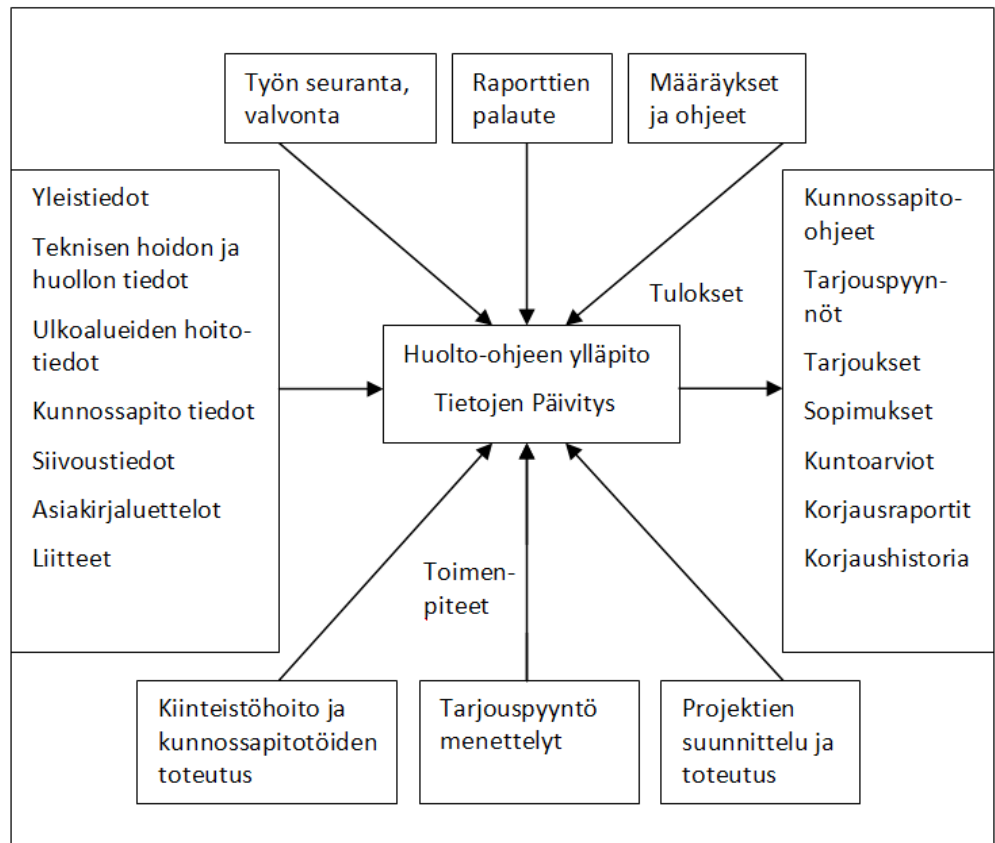 Työn seuranta,
valvonta
Raporttien
palaute
Määräykset
ja ohjeet
Yleistiedot
Teknisen hoidon ja
huollon tiedot
Ulkoalueiden hoito-
tiedot
Kunnossapito tiedot
Siivoustiedot
Asiakirjaluettelot
Liitteet
Tulokset
Huolto-ohjeen ylläpito
Tietojen Päivitys
Kunnossapito-
ohjeet
Tarjouspyyn-
nöt
Tarjoukset
Sopimukset
Kuntoarviot
Korjausraportit
Korjaushistoria
Toimen-
piteet
Kiinteistöhoito ja
kunnossapitotöiden
toteutus
Tarjouspyyntö
menettelyt
Projektien
suunnittelu ja
toteutus